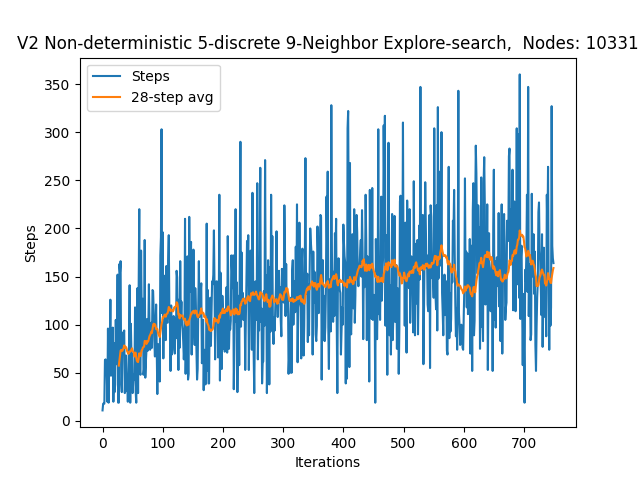 V2 Non-deterministic 5-discrete 9-Neighbor Explore-search,  Nodes: 10331
Steps
28-step avg
350
300
250
200
150
100
50
0
Steps
0 100 200 300 400 500 600 700
Iterations